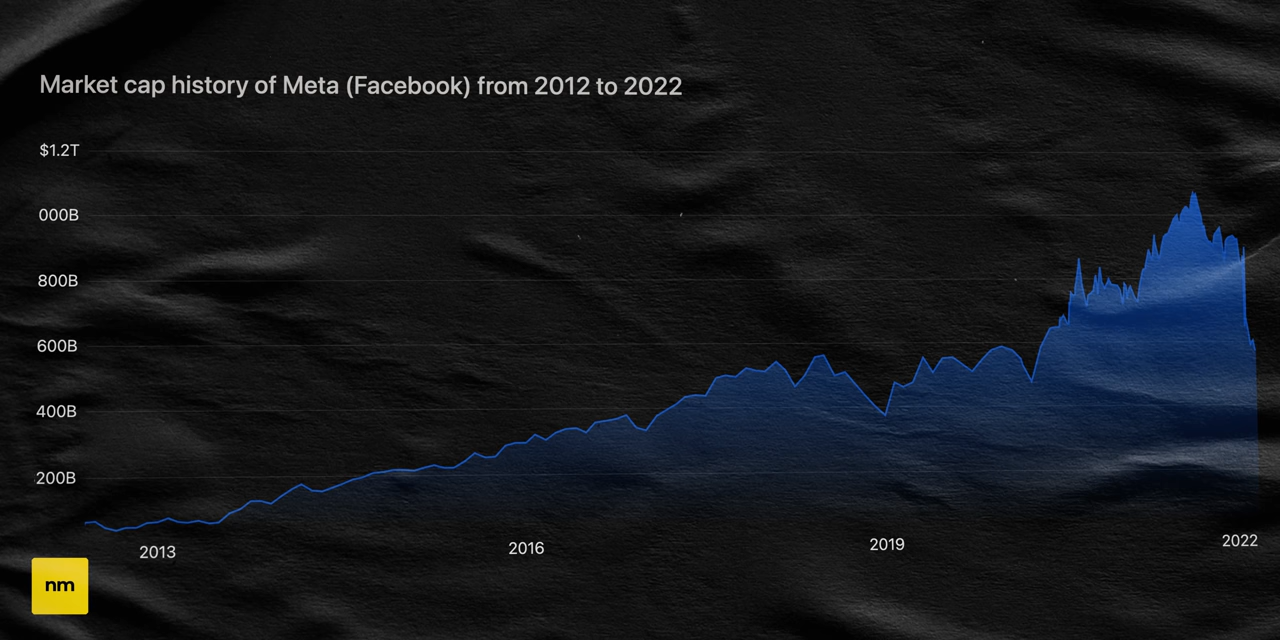 Market cap history of Meta (Facebook) from 2012 to 2022
$1.2T
000B
800B
600B
400B
200B
2013
2016
2019
2022
nm